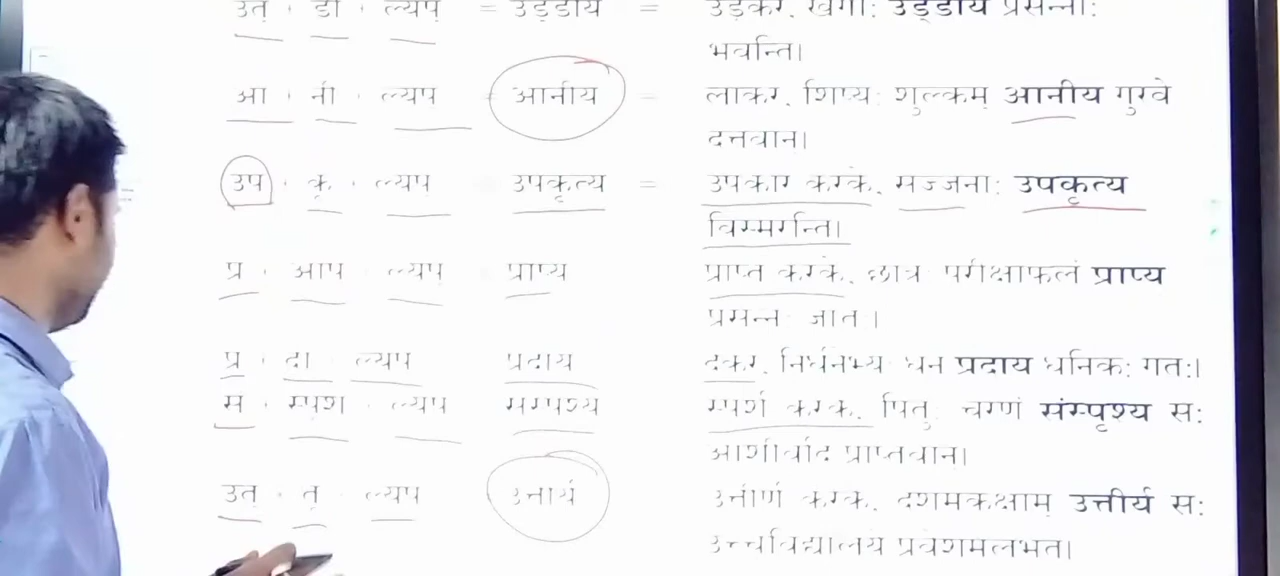 उत् + डी + ल्यप् = उड्डीय = उड़कर, खगाः उड्डीय प्रसन्नाः
भवन्ति।
आ + नी + ल्यप् = आनीय = लाकर, शिष्यः शुल्कम् आनीय गुरवे
दत्तवान्।
उप + कृ + ल्यप् = उपकृत्य = उपकार करके, सज्जनाः उपकृत्य
विस्मरन्ति।
प्र + आप् + ल्यप् प्राप्य प्राप्त करके, छात्रः परीक्षाफलं प्राप्य
प्रसन्नः जातः।
प्र + दा + ल्यप् प्रदाय देकर, निर्धनेभ्यः धनं प्रदाय धनिकः गतः।
सम् + स्पृश् + ल्यप् संस्पृश्य स्पर्श करके, पितुः चरणं संस्पृश्य सः
आशीर्वादं प्राप्तवान्।
उत् + तृ + ल्यप् उत्तीर्य उत्तीर्ण करके, दशमकक्षाम् उत्तीर्य सः
उच्चविद्यालये प्रवेशमलभत।